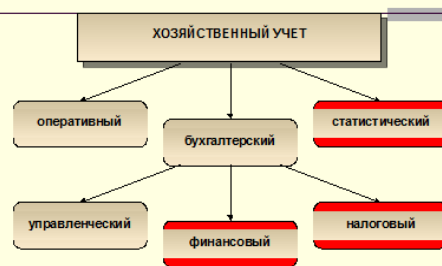 ХОЗЯЙСТВЕННЫЙ УЧЕТ
оперативный
бухгалтерский
статистический
управленческий
финансовый
налоговый